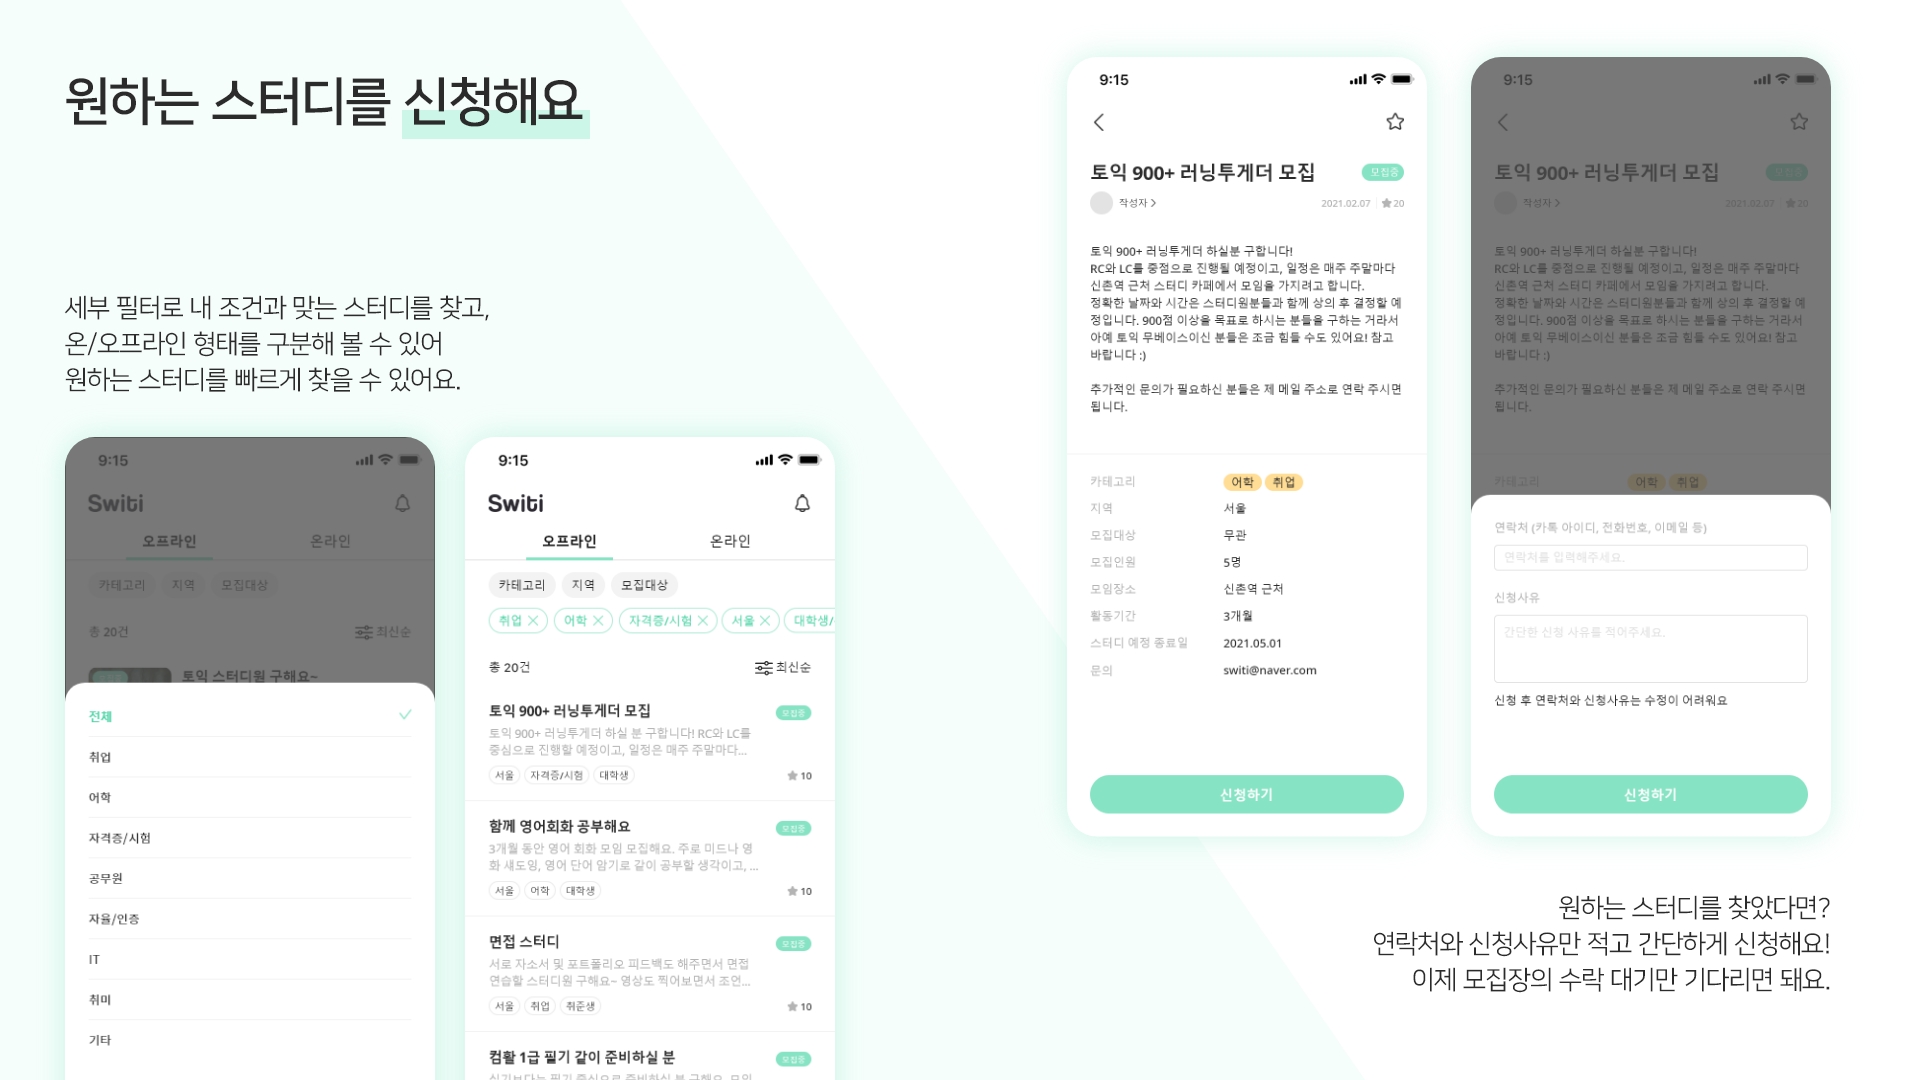 원하는 스터디를 신청해요
세부 필터로 내 조건과 맞는 스터디를 찾고,
온/오프라인 형태를 구분해 볼 수 있어
원하는 스터디를 빠르게 찾을 수 있어요.
9:15
Switi
오프라인 온라인
카테고리 지역 모집대상
총 20건 최신순
토익 스터디원 구해요~
전체
취업
어학
자격증/시험
공무원
자율/인증
IT
취미
기타
9:15
Switi
오프라인 온라인
카테고리 지역 모집대상
취업 어학 자격증/시험 서울 대학생/
총 20건 최신순
토익 900+ 러닝투게더 모집 모집중
토익 900+ 러닝투게더 하실 분 구합니다! RC와 LC를
중심으로 진행할 예정이고, 일정은 매주 주말마다...
서울 자격증/시험 대학생 10
함께 영어회화 공부해요 모집중
3개월 동안 영어 회화 모임 모집해요. 주로 미드나 영
화 섀도잉, 영어 단어 암기로 같이 공부할 생각이고, ...
서울 어학 대학생 10
면접 스터디 모집중
서로 자소서 및 포트폴리오 피드백도 해주면서 면접
연습할 스터디원 구해요~ 영상도 찍어보면서 조언...
서울 취업 취준생 10
컴활 1급 필기 같이 준비하실 분 모집중
9:15
토익 900+ 러닝투게더 모집 모집중
작성자 2021.02.07 20
토익 900+ 러닝투게더 하실분 구합니다!
RC와 LC를 중점으로 진행될 예정이고, 일정은 매주 주말마다
신촌역 근처 스터디 카페에서 모임을 가지려고 합니다.
정확한 날짜와 시간은 스터디원분들과 함께 상의 후 결정할 예
정입니다. 900점 이상을 목표로 하시는 분들을 구하는 거라서
아예 토익 무베이스이신 분들은 조금 힘들 수도 있어요! 참고
바랍니다 :)
추가적인 문의가 필요하신 분들은 제 메일 주소로 연락 주시면
됩니다.
카테고리 어학 취업
지역 서울
모집대상 무관
모집인원 5명
모임장소 신촌역 근처
활동기간 3개월
스터디 예정 종료일 2021.05.01
문의 switi@naver.com
신청하기
9:15
토익 900+ 러닝투게더 모집 모집중
작성자 2021.02.07 20
토익 900+ 러닝투게더 하실분 구합니다!
RC와 LC를 중점으로 진행될 예정이고, 일정은 매주 주말마다
신촌역 근처 스터디 카페에서 모임을 가지려고 합니다.
정확한 날짜와 시간은 스터디원분들과 함께 상의 후 결정할 예
정입니다. 900점 이상을 목표로 하시는 분들을 구하는 거라서
아예 토익 무베이스이신 분들은 조금 힘들 수도 있어요! 참고
바랍니다 :)
추가적인 문의가 필요하신 분들은 제 메일 주소로 연락 주시면
됩니다.
카테고리 어학 취업
연락처 (카톡 아이디, 전화번호, 이메일 등)
연락처를 입력해주세요.
신청사유
간단한 신청 사유를 적어주세요.
신청 후 연락처와 신청사유는 수정이 어려워요
신청하기
원하는 스터디를 찾았다면?
연락처와 신청사유만 적고 간단하게 신청해요!
이제 모집장의 수락 대기만 기다리면 돼요.